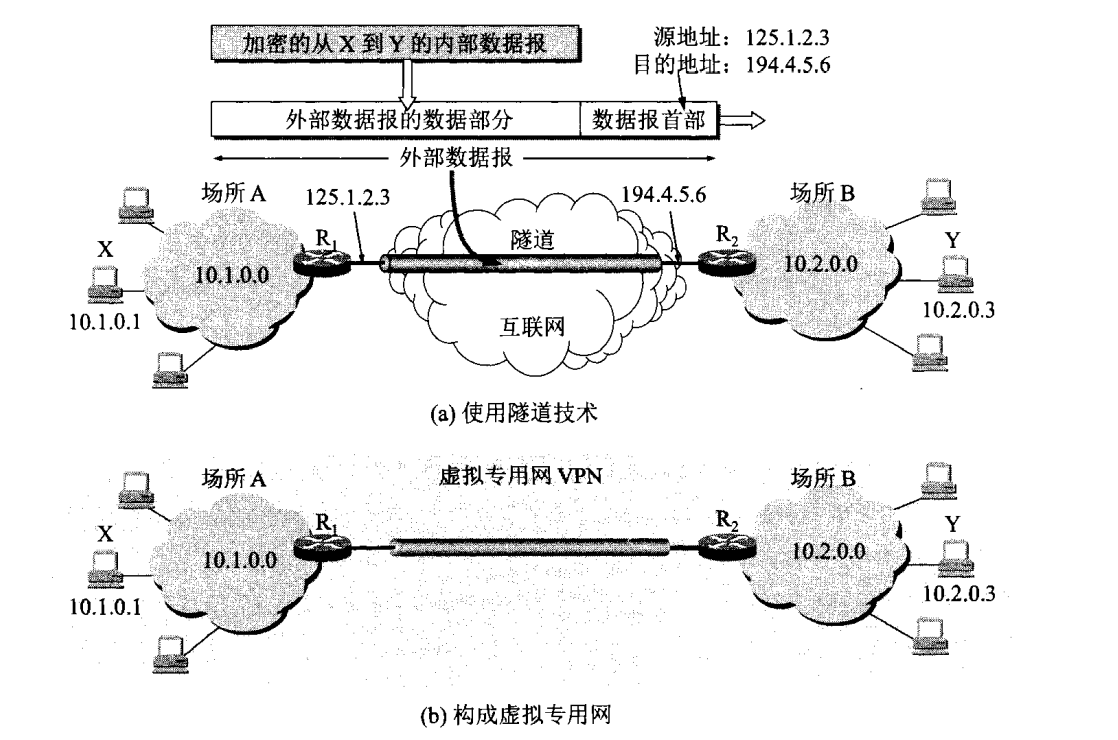 加密的从 X 到 Y 的内部数据报
源地址：125.1.2.3
目的地址：194.4.5.6
外部数据报的数据部分
数据报首部
外部数据报
场所 A
125.1.2.3
194.4.5.6
场所 B
X
R1
隧道
R2
Y
10.1.0.0
10.2.0.0
10.1.0.1
互联网
10.2.0.3
(a) 使用隧道技术
场所 A
虚拟专用网 VPN
场所 B
X
R1
R2
Y
10.1.0.0
10.2.0.0
10.1.0.1
10.2.0.3
(b) 构成虚拟专用网